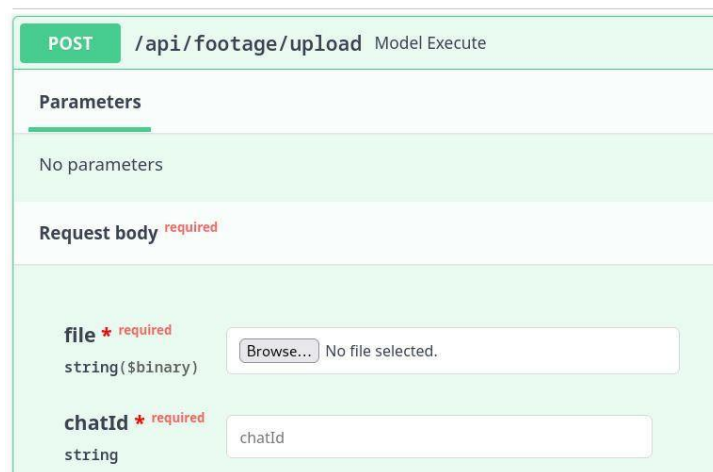 POST /api/footage/upload Model Execute
Parameters
No parameters
Request body required
file * required
string($binary)
Browse... No file selected.
chatId * required
string
chatId